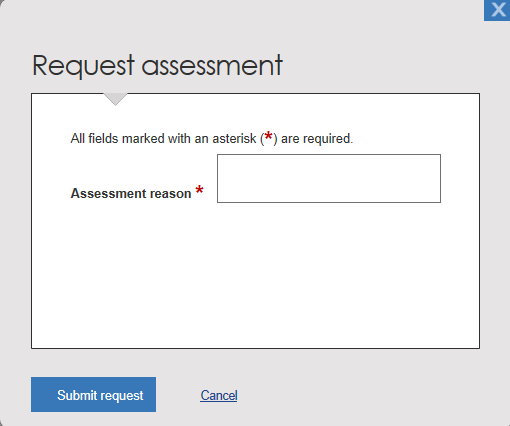 X
Request assessment
All fields marked with an asterisk (*) are required.
Assessment reason *
Submit request
Cancel